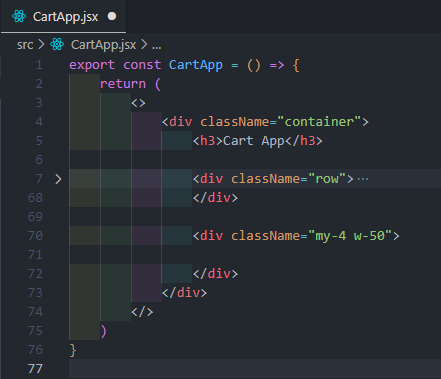 CartApp.jsx
src > CartApp.jsx > ...
1 export const CartApp = () => {
2     return (
3         <>
4             <div className="container">
5                 <h3>Cart App</h3>
6
7                 <div className="row">...
68                 </div>
69
70                 <div className="my-4 w-50">
71
72                 </div>
73             </div>
74         </>
75     )
76 }
77